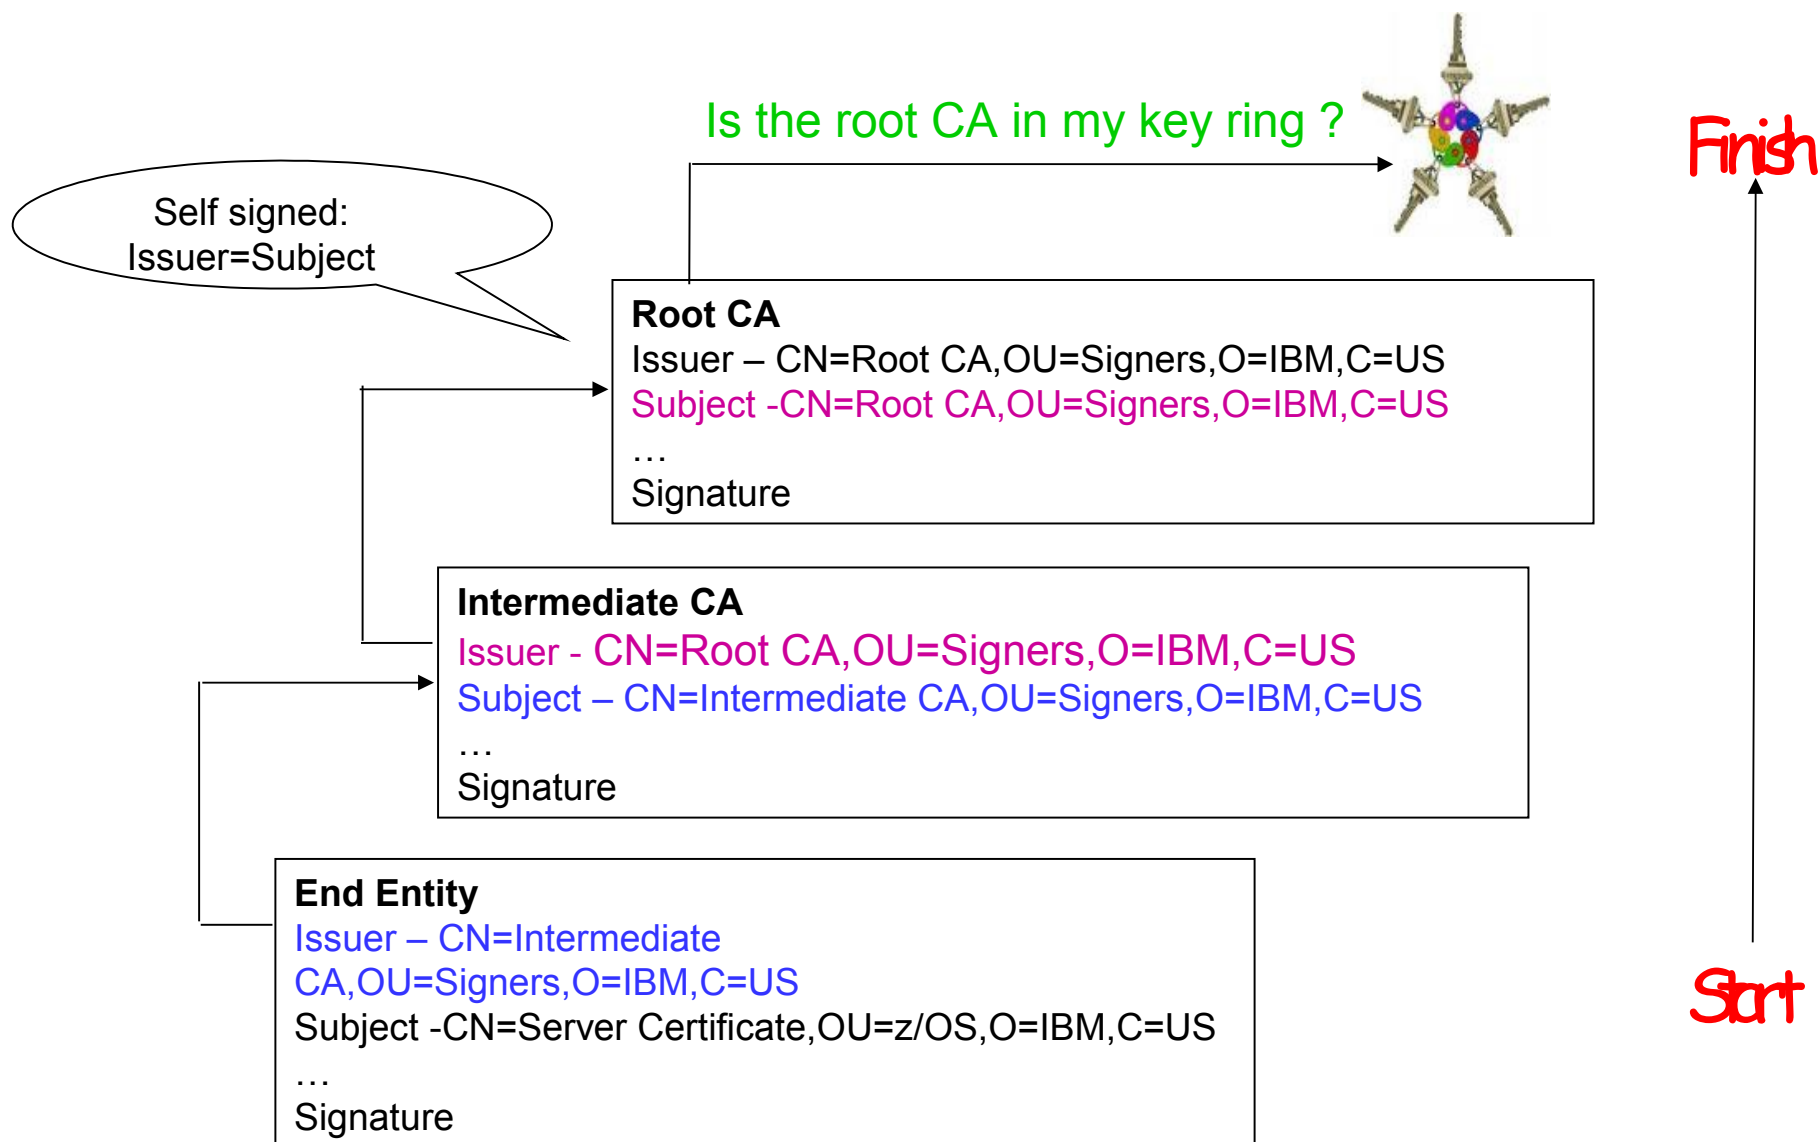 Is the root CA in my key ring ?
Finish
Self signed:
Issuer=Subject
Root CA
Issuer – CN=Root CA,OU=Signers,O=IBM,C=US
Subject -CN=Root CA,OU=Signers,O=IBM,C=US
…
Signature
Intermediate CA
Issuer - CN=Root CA,OU=Signers,O=IBM,C=US
Subject – CN=Intermediate CA,OU=Signers,O=IBM,C=US
…
Signature
End Entity
Issuer – CN=Intermediate
CA,OU=Signers,O=IBM,C=US
Subject -CN=Server Certificate,OU=z/OS,O=IBM,C=US
…
Signature
Start